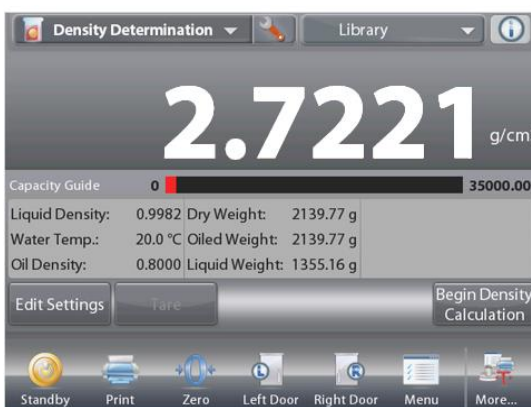 Density Determination Library
2.7221 g/cm
Capacity Guide 0 35000.00
Liquid Density: 0.9982 Dry Weight: 2139.77 g
Water Temp.: 20.0 °C Oiled Weight: 2139.77 g
Oil Density: 0.8000 Liquid Weight: 1355.16 g
Edit Settings Tare Begin Density
Calculation
Standby Print Zero Left Door Right Door Menu More...